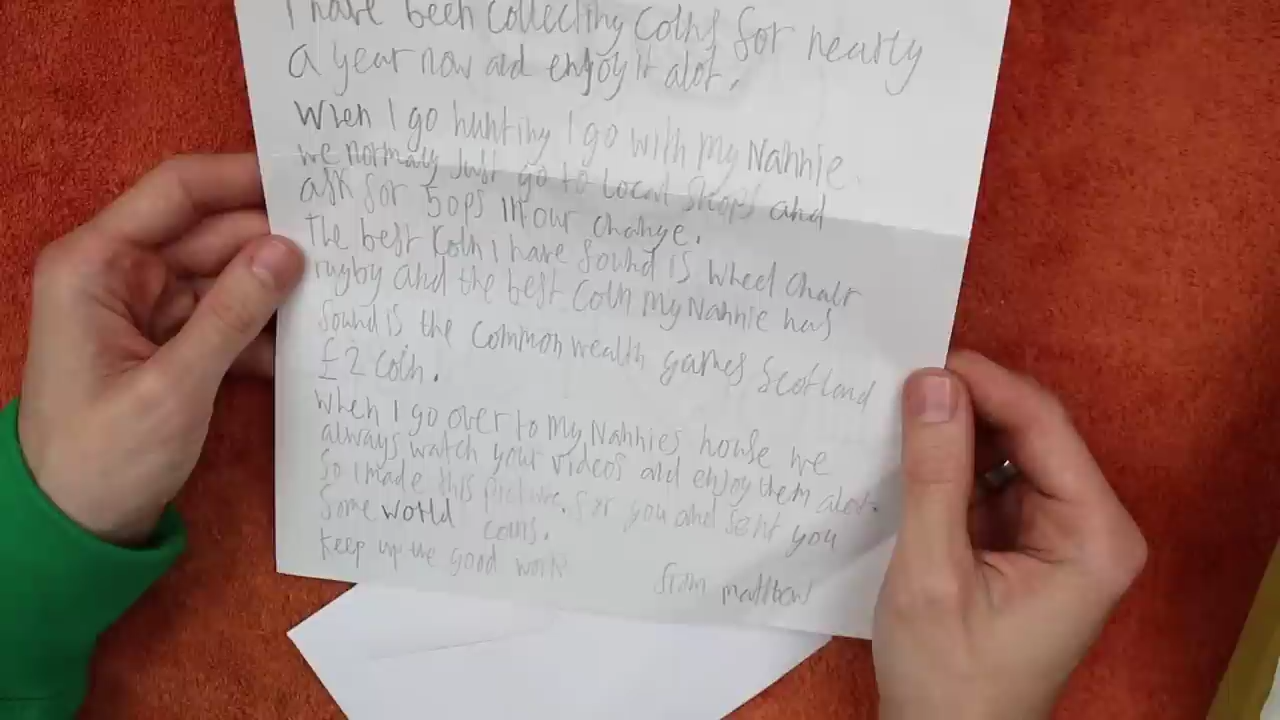 I have been collecting coins for nearly
a year now and enjoy it alot.
When I go hunting I go with my Nannie.
we normaly Just go to local shops and
ask for 50ps in our change.
The best Koin I have found is wheel chair
rugby and the best coin my Nannie has
found is the common wealth games Scotland
£2 coin.
when I go over to my Nannies house we
always watch your videos and enjoy them alot.
So I made this picture for you and sent you
some world coins.
keep up the good work
from matthew